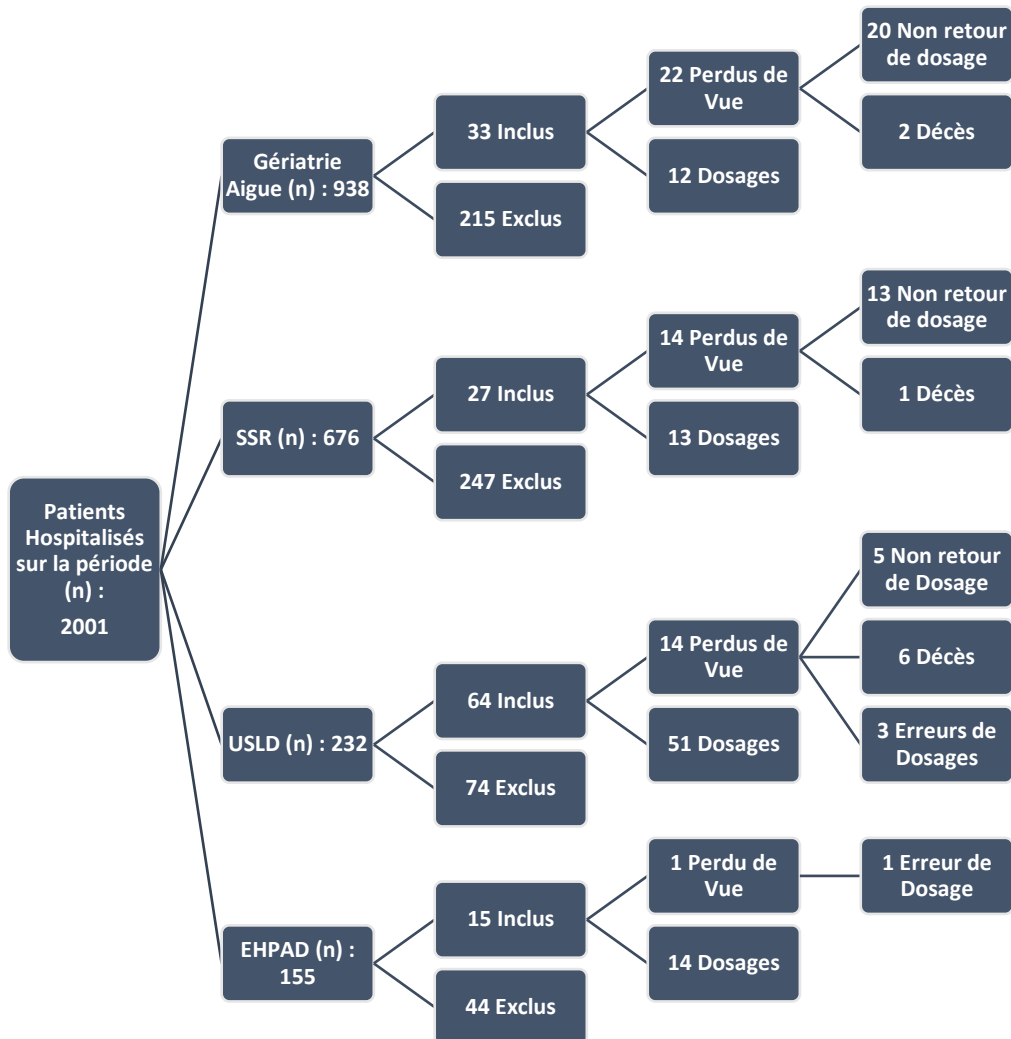 Patients
Hospitalisés
sur la période
(n) :
2001
Gériatrie
Aigue (n) : 938
33 Inclus
22 Perdus de
Vue
20 Non retour
de dosage
2 Décès
12 Dosages
215 Exclus
SSR (n) : 676
27 Inclus
14 Perdus de
Vue
13 Non retour
de dosage
1 Décès
13 Dosages
247 Exclus
USLD (n) : 232
64 Inclus
14 Perdus de
Vue
5 Non retour
de Dosage
6 Décès
3 Erreurs de
Dosages
51 Dosages
74 Exclus
EHPAD (n) :
155
15 Inclus
1 Perdu de
Vue
1 Erreur de
Dosage
14 Dosages
44 Exclus